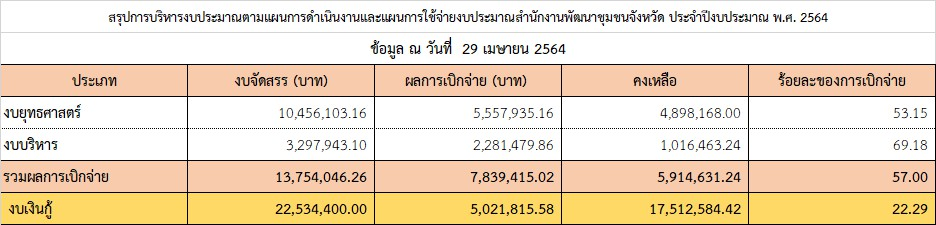 สรุปการบริหารงบประมาณตามแผนการดำเนินงานและแผนการใช้จ่ายงบประมาณสำนักงานพัฒนาชุมชนจังหวัด ประจำปีงบประมาณ พ.ศ. 2564
ข้อมูล ณ วันที่ 29 เมษายน 2564
ประเภท งบจัดสรร (บาท) ผลการเบิกจ่าย (บาท) คงเหลือ ร้อยละของการเบิกจ่าย
งบยุทธศาสตร์ 10,456,103.16 5,557,935.16 4,898,168.00 53.15
งบบริหาร 3,297,943.10 2,281,479.86 1,016,463.24 69.18
รวมผลการเบิกจ่าย 13,754,046.26 7,839,415.02 5,914,631.24 57.00
งบเงินกู้ 22,534,400.00 5,021,815.58 17,512,584.42 22.29